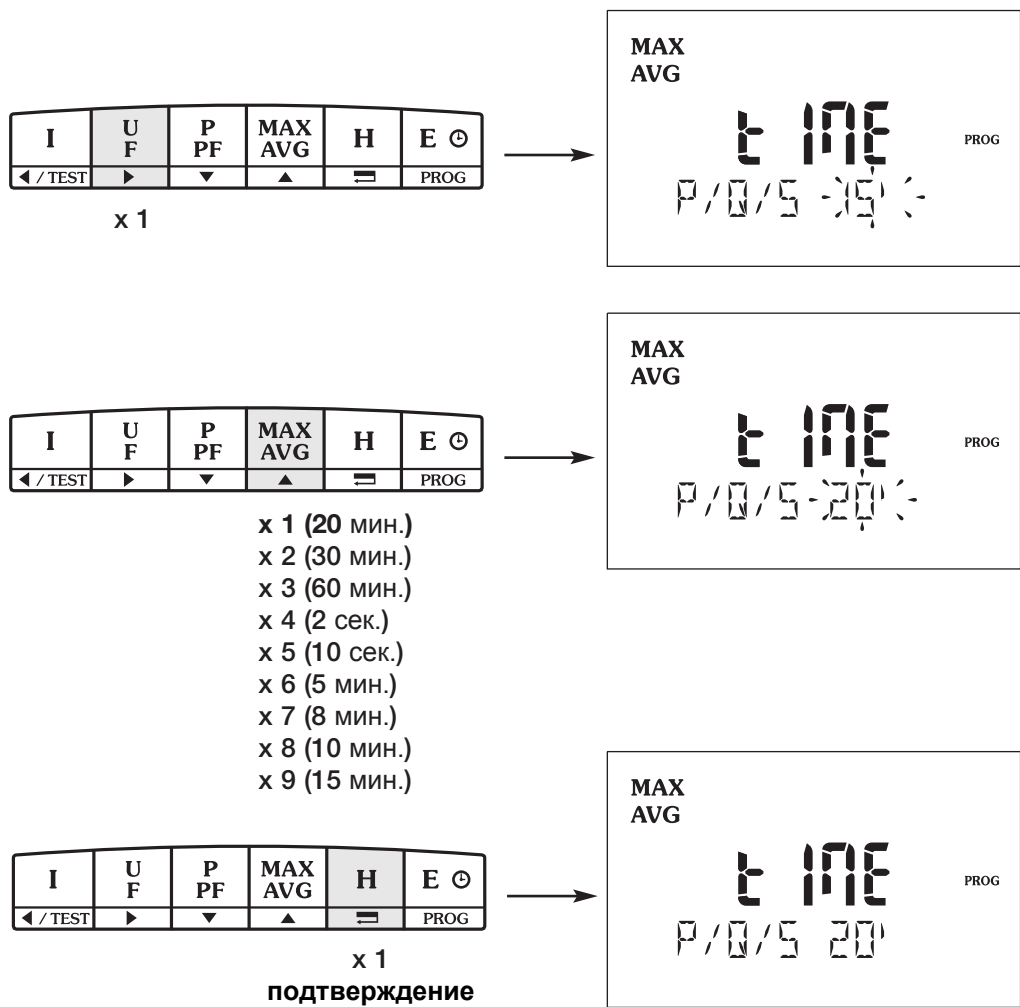 I U F P PF MAX AVG H E
◀ / TEST ▶ ▼ ▲ PROG
x 1
MAX
AVG
tIME
PROG
P/Q/S 15'
I U F P PF MAX AVG H E
◀ / TEST ▶ ▼ ▲ PROG
x 1 (20 мин.)
x 2 (30 мин.)
x 3 (60 мин.)
x 4 (2 сек.)
x 5 (10 сек.)
x 6 (5 мин.)
x 7 (8 мин.)
x 8 (10 мин.)
x 9 (15 мин.)
MAX
AVG
tIME
PROG
P/Q/S 20'
I U F P PF MAX AVG H E
◀ / TEST ▶ ▼ ▲ PROG
x 1
подтверждение
MAX
AVG
tIME
PROG
P/Q/S 20'